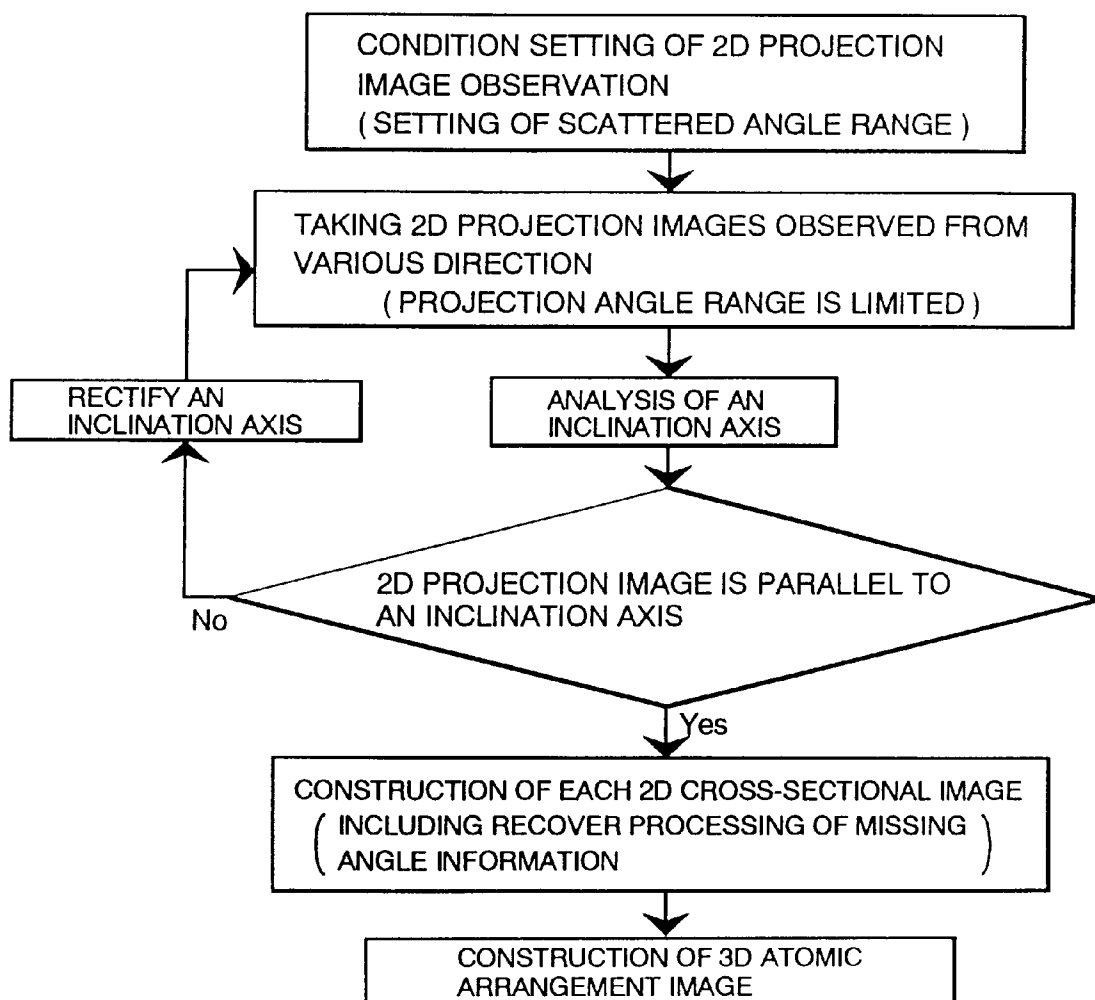 CONDITION SETTING OF 2D PROJECTION
IMAGE OBSERVATION
( SETTING OF SCATTERED ANGLE RANGE )
TAKING 2D PROJECTION IMAGES OBSERVED FROM
VARIOUS DIRECTION
( PROJECTION ANGLE RANGE IS LIMITED )
RECTIFY AN
INCLINATION AXIS
ANALYSIS OF AN
INCLINATION AXIS
2D PROJECTION IMAGE IS PARALLEL TO
AN INCLINATION AXIS
No
Yes
CONSTRUCTION OF EACH 2D CROSS-SECTIONAL IMAGE
( INCLUDING RECOVER PROCESSING OF MISSING
ANGLE INFORMATION )
CONSTRUCTION OF 3D ATOMIC
ARRANGEMENT IMAGE